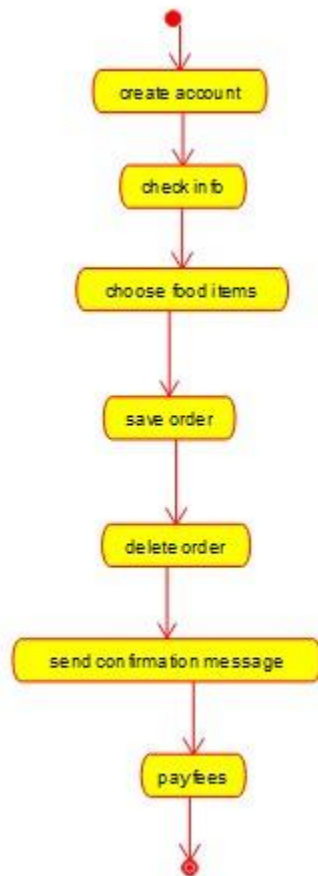 create account
check info
choose food items
save order
delete order
send confirmation message
pay fees